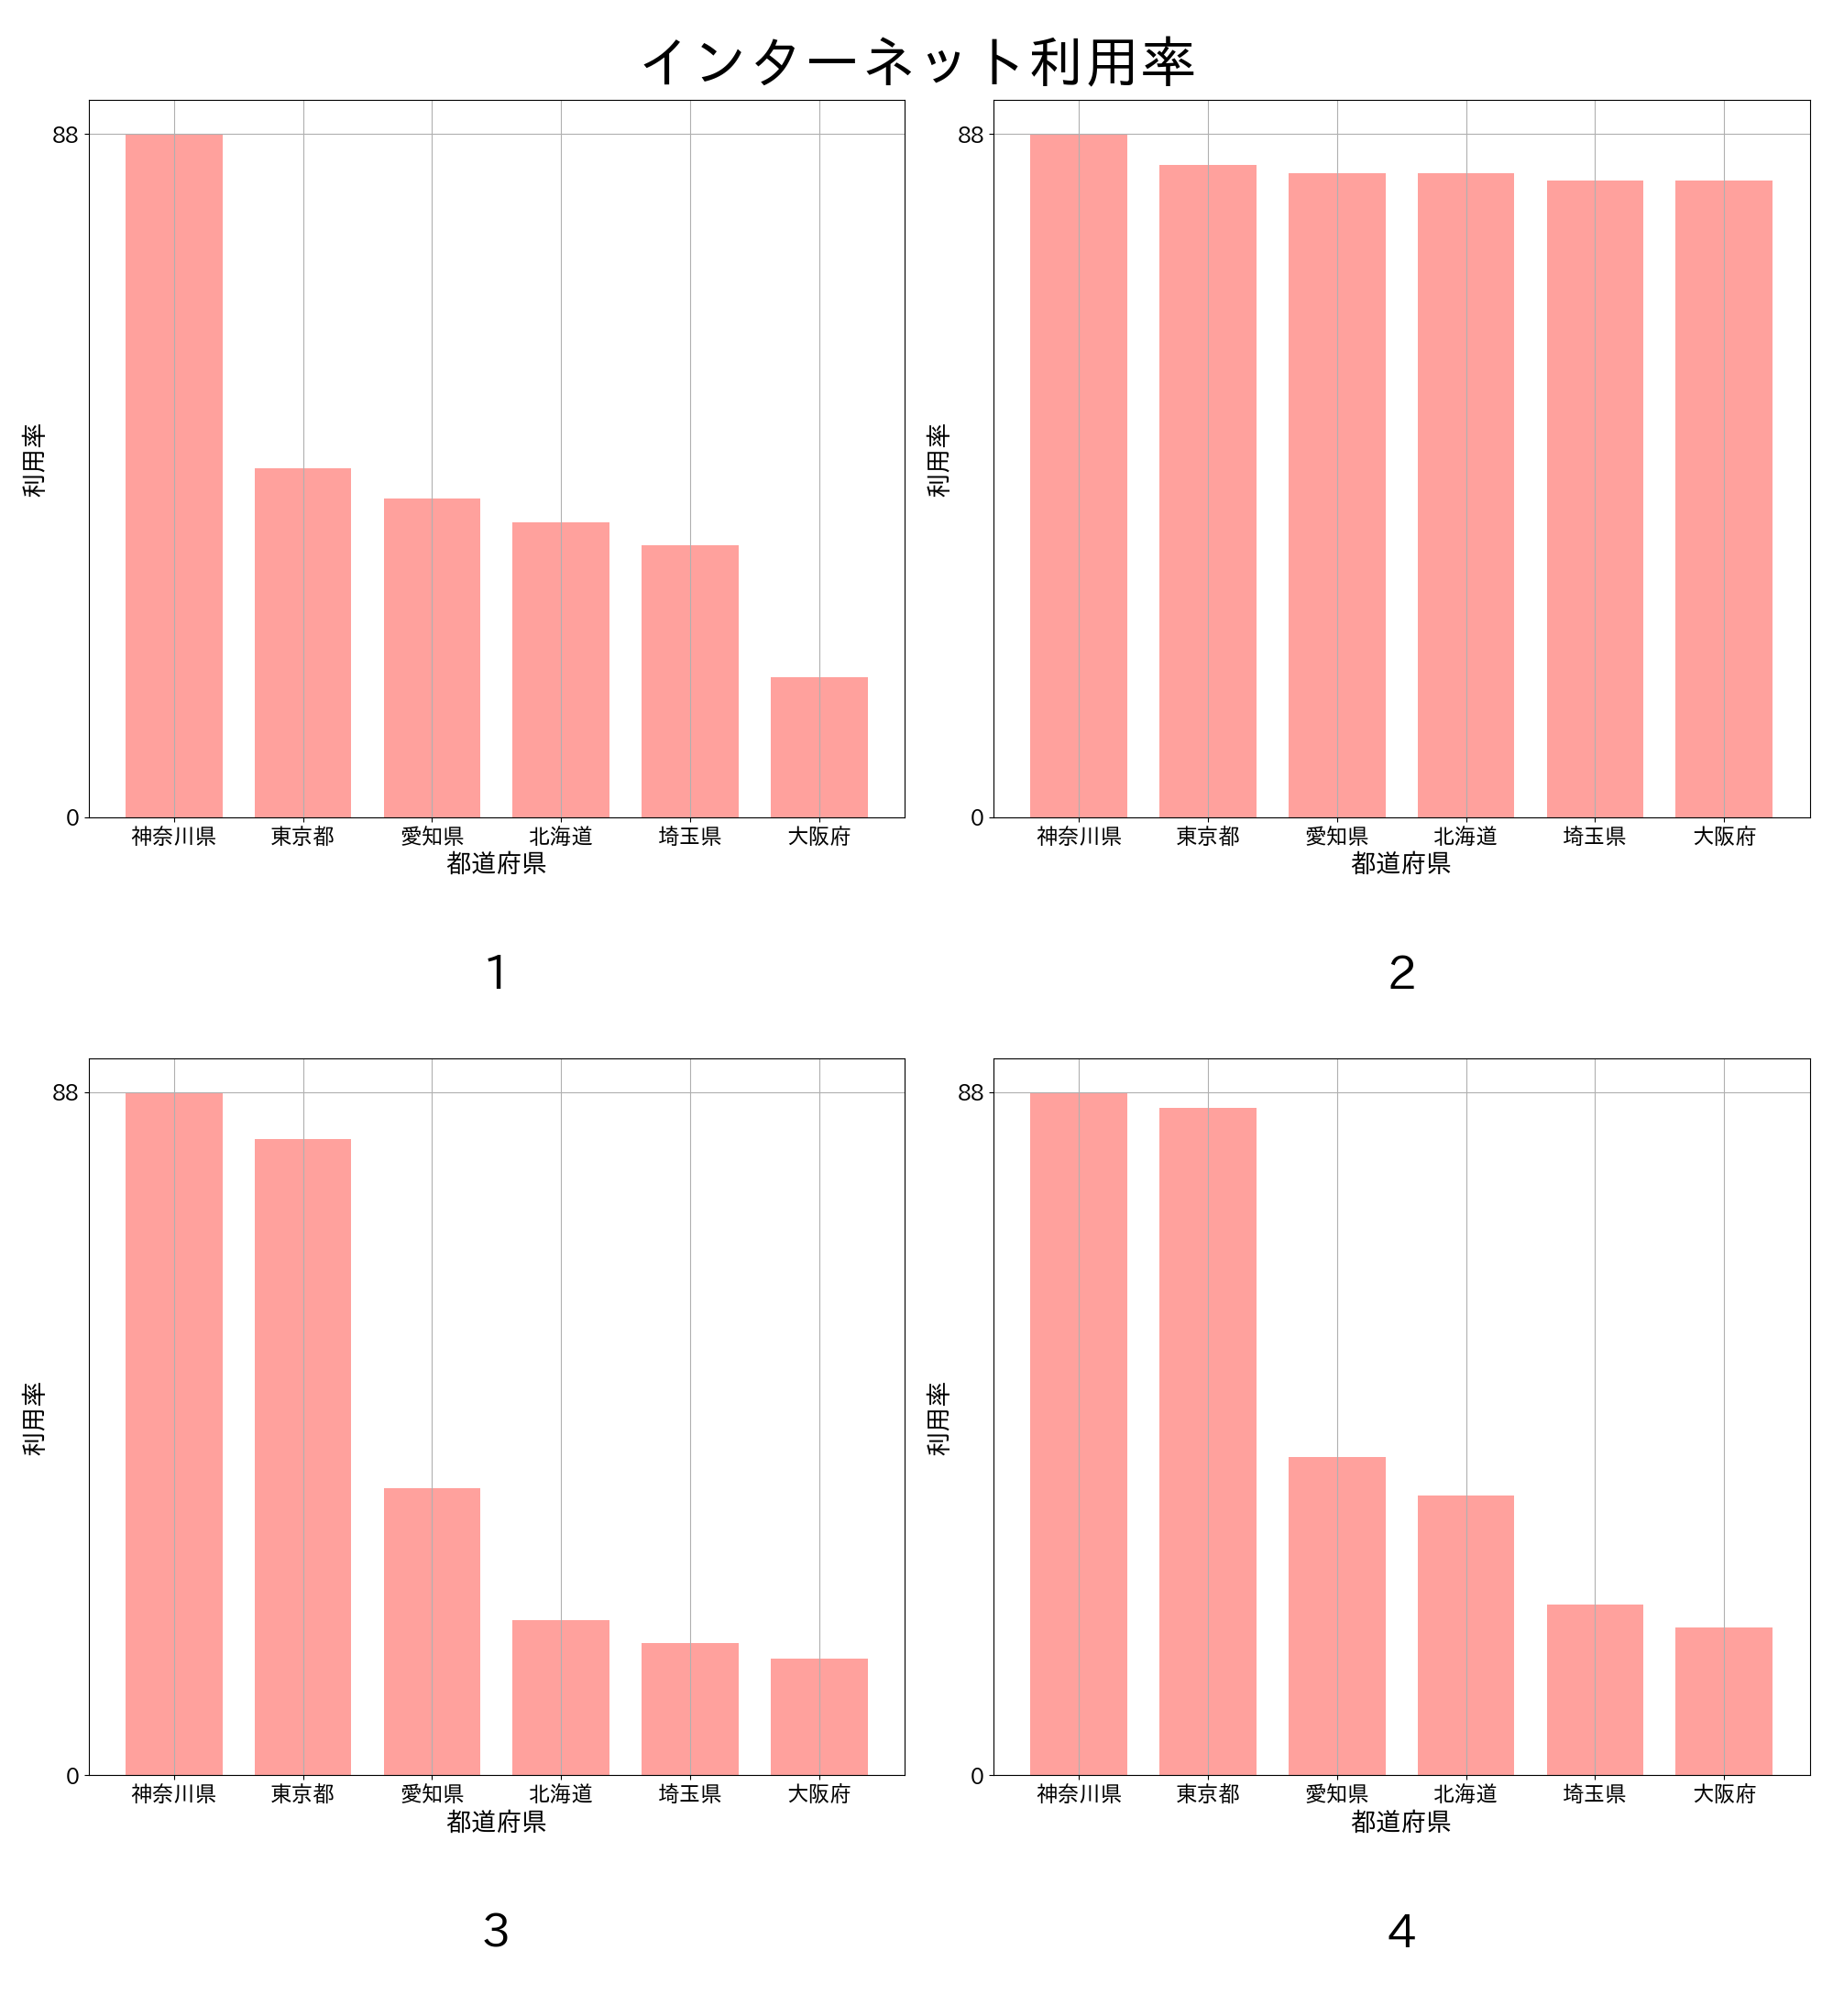 インターネット利用率
88
0
利用率
神奈川県 東京都 愛知県 北海道 埼玉県 大阪府
都道府県
1
88
0
利用率
神奈川県 東京都 愛知県 北海道 埼玉県 大阪府
都道府県
2
88
0
利用率
神奈川県 東京都 愛知県 北海道 埼玉県 大阪府
都道府県
3
88
0
利用率
神奈川県 東京都 愛知県 北海道 埼玉県 大阪府
都道府県
4